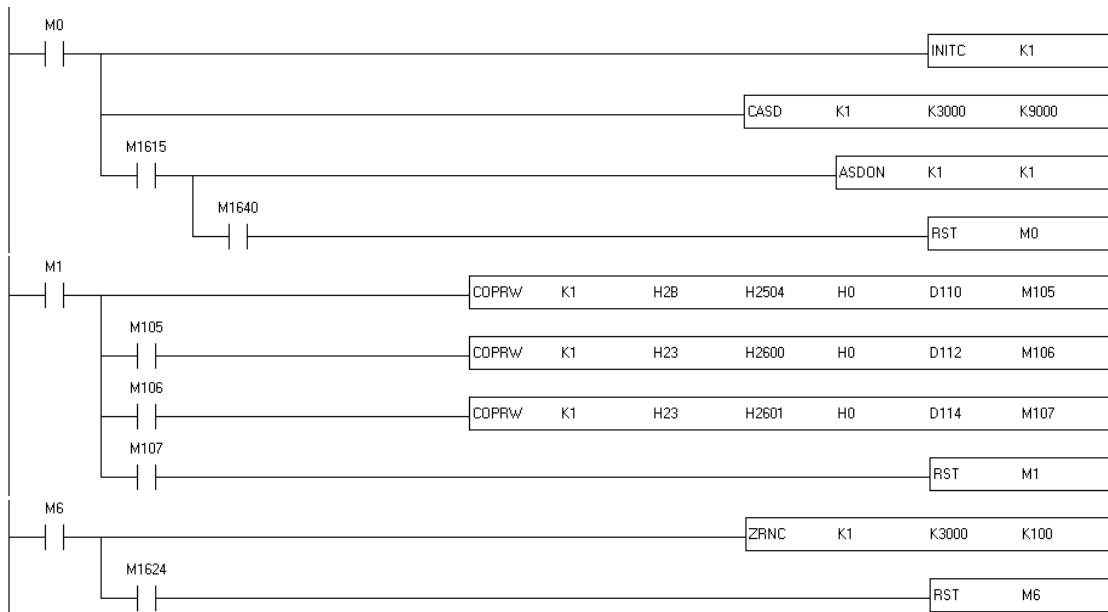 M0
INITC K1
CASD K1 K3000 K9000
M1615
ASDON K1 K1
M1640
RST M0
M1
COPRW K1 H2B H2504 H0 D110 M105
M105
COPRW K1 H23 H2600 H0 D112 M106
M106
COPRW K1 H23 H2601 H0 D114 M107
M107
RST M1
M6
ZRNC K1 K3000 K100
M1624
RST M6